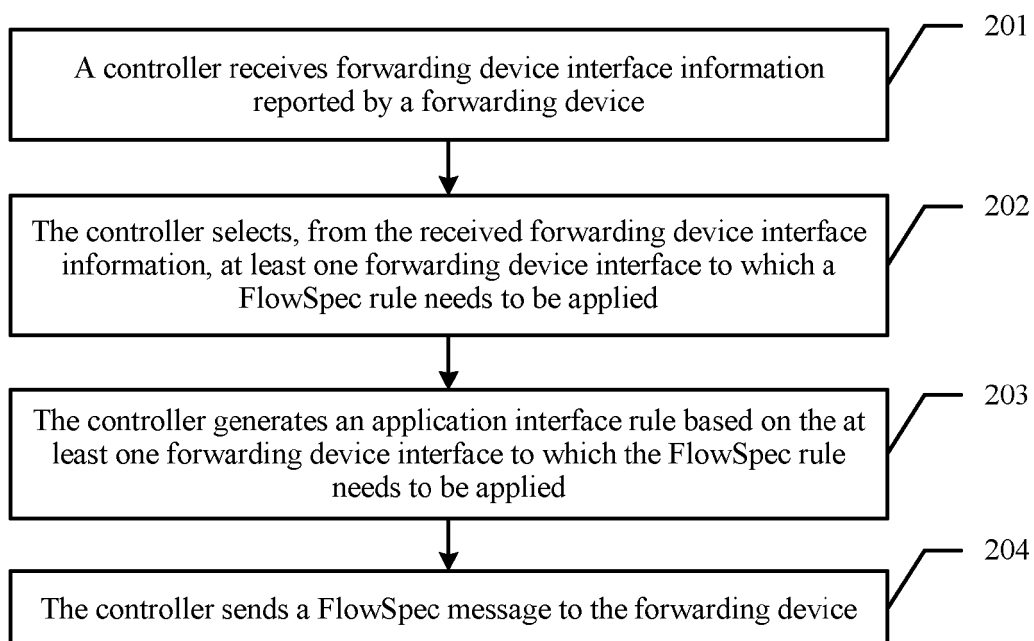 201
A controller receives forwarding device interface information
reported by a forwarding device
202
The controller selects, from the received forwarding device interface
information, at least one forwarding device interface to which a
FlowSpec rule needs to be applied
203
The controller generates an application interface rule based on the at
least one forwarding device interface to which the FlowSpec rule
needs to be applied
204
The controller sends a FlowSpec message to the forwarding device